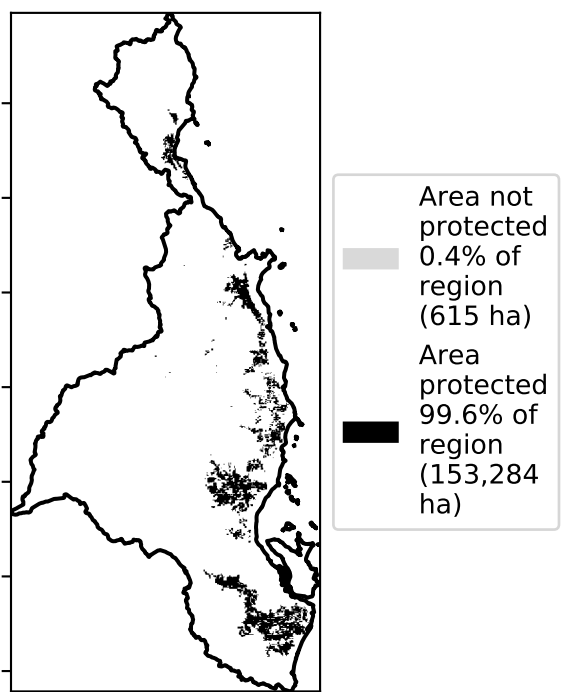 Area not
protected
0.4% of
region
(615 ha)
Area
protected
99.6% of
region
(153,284
ha)